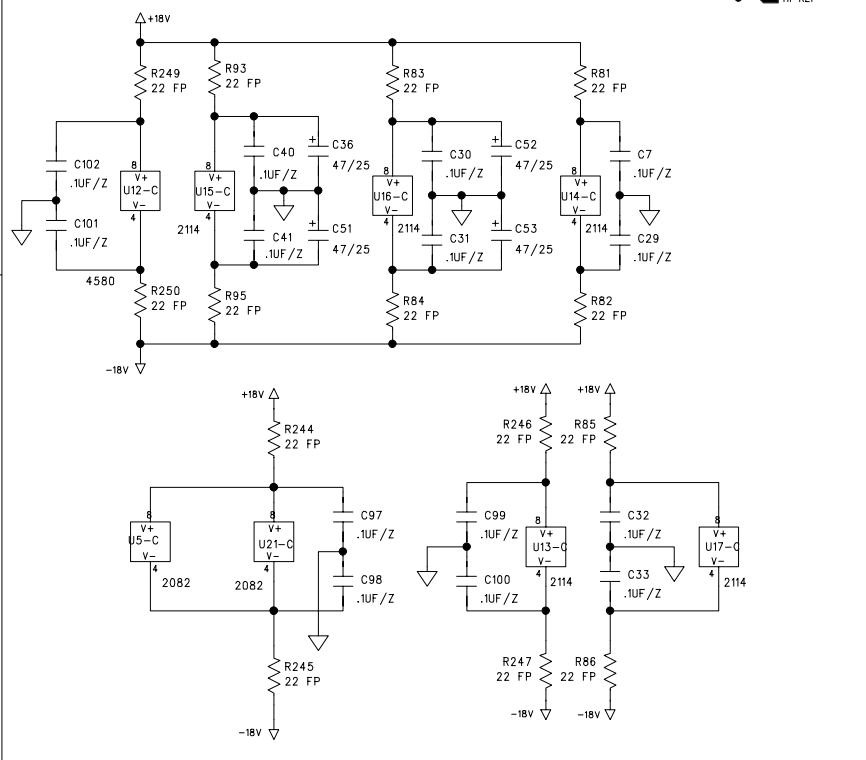 +18V
R249
22 FP
R93
22 FP
R83
22 FP
R81
22 FP
C102
.1UF/Z
C101
.1UF/Z
8
V+
U12-C
V-
4
4580
R250
22 FP
8
V+
U15-C
V-
4
2114
C40
.1UF/Z
C36
47/25
C41
.1UF/Z
C51
47/25
R95
22 FP
8
V+
U16-C
V-
4
2114
C30
.1UF/Z
C52
47/25
C31
.1UF/Z
C53
47/25
R84
22 FP
8
V+
U14-C
V-
4
2114
C7
.1UF/Z
C29
.1UF/Z
R82
22 FP
-18V
+18V
R244
22 FP
8
V+
U5-C
V-
4
2082
8
V+
U21-C
V-
4
2082
C97
.1UF/Z
C98
.1UF/Z
R245
22 FP
-18V
+18V
R246
22 FP
C99
.1UF/Z
C100
.1UF/Z
8
V+
U13-C
V-
4
2114
R247
22 FP
-18V
+18V
R85
22 FP
C32
.1UF/Z
C33
.1UF/Z
8
V+
U17-C
V-
4
2114
R86
22 FP
-18V